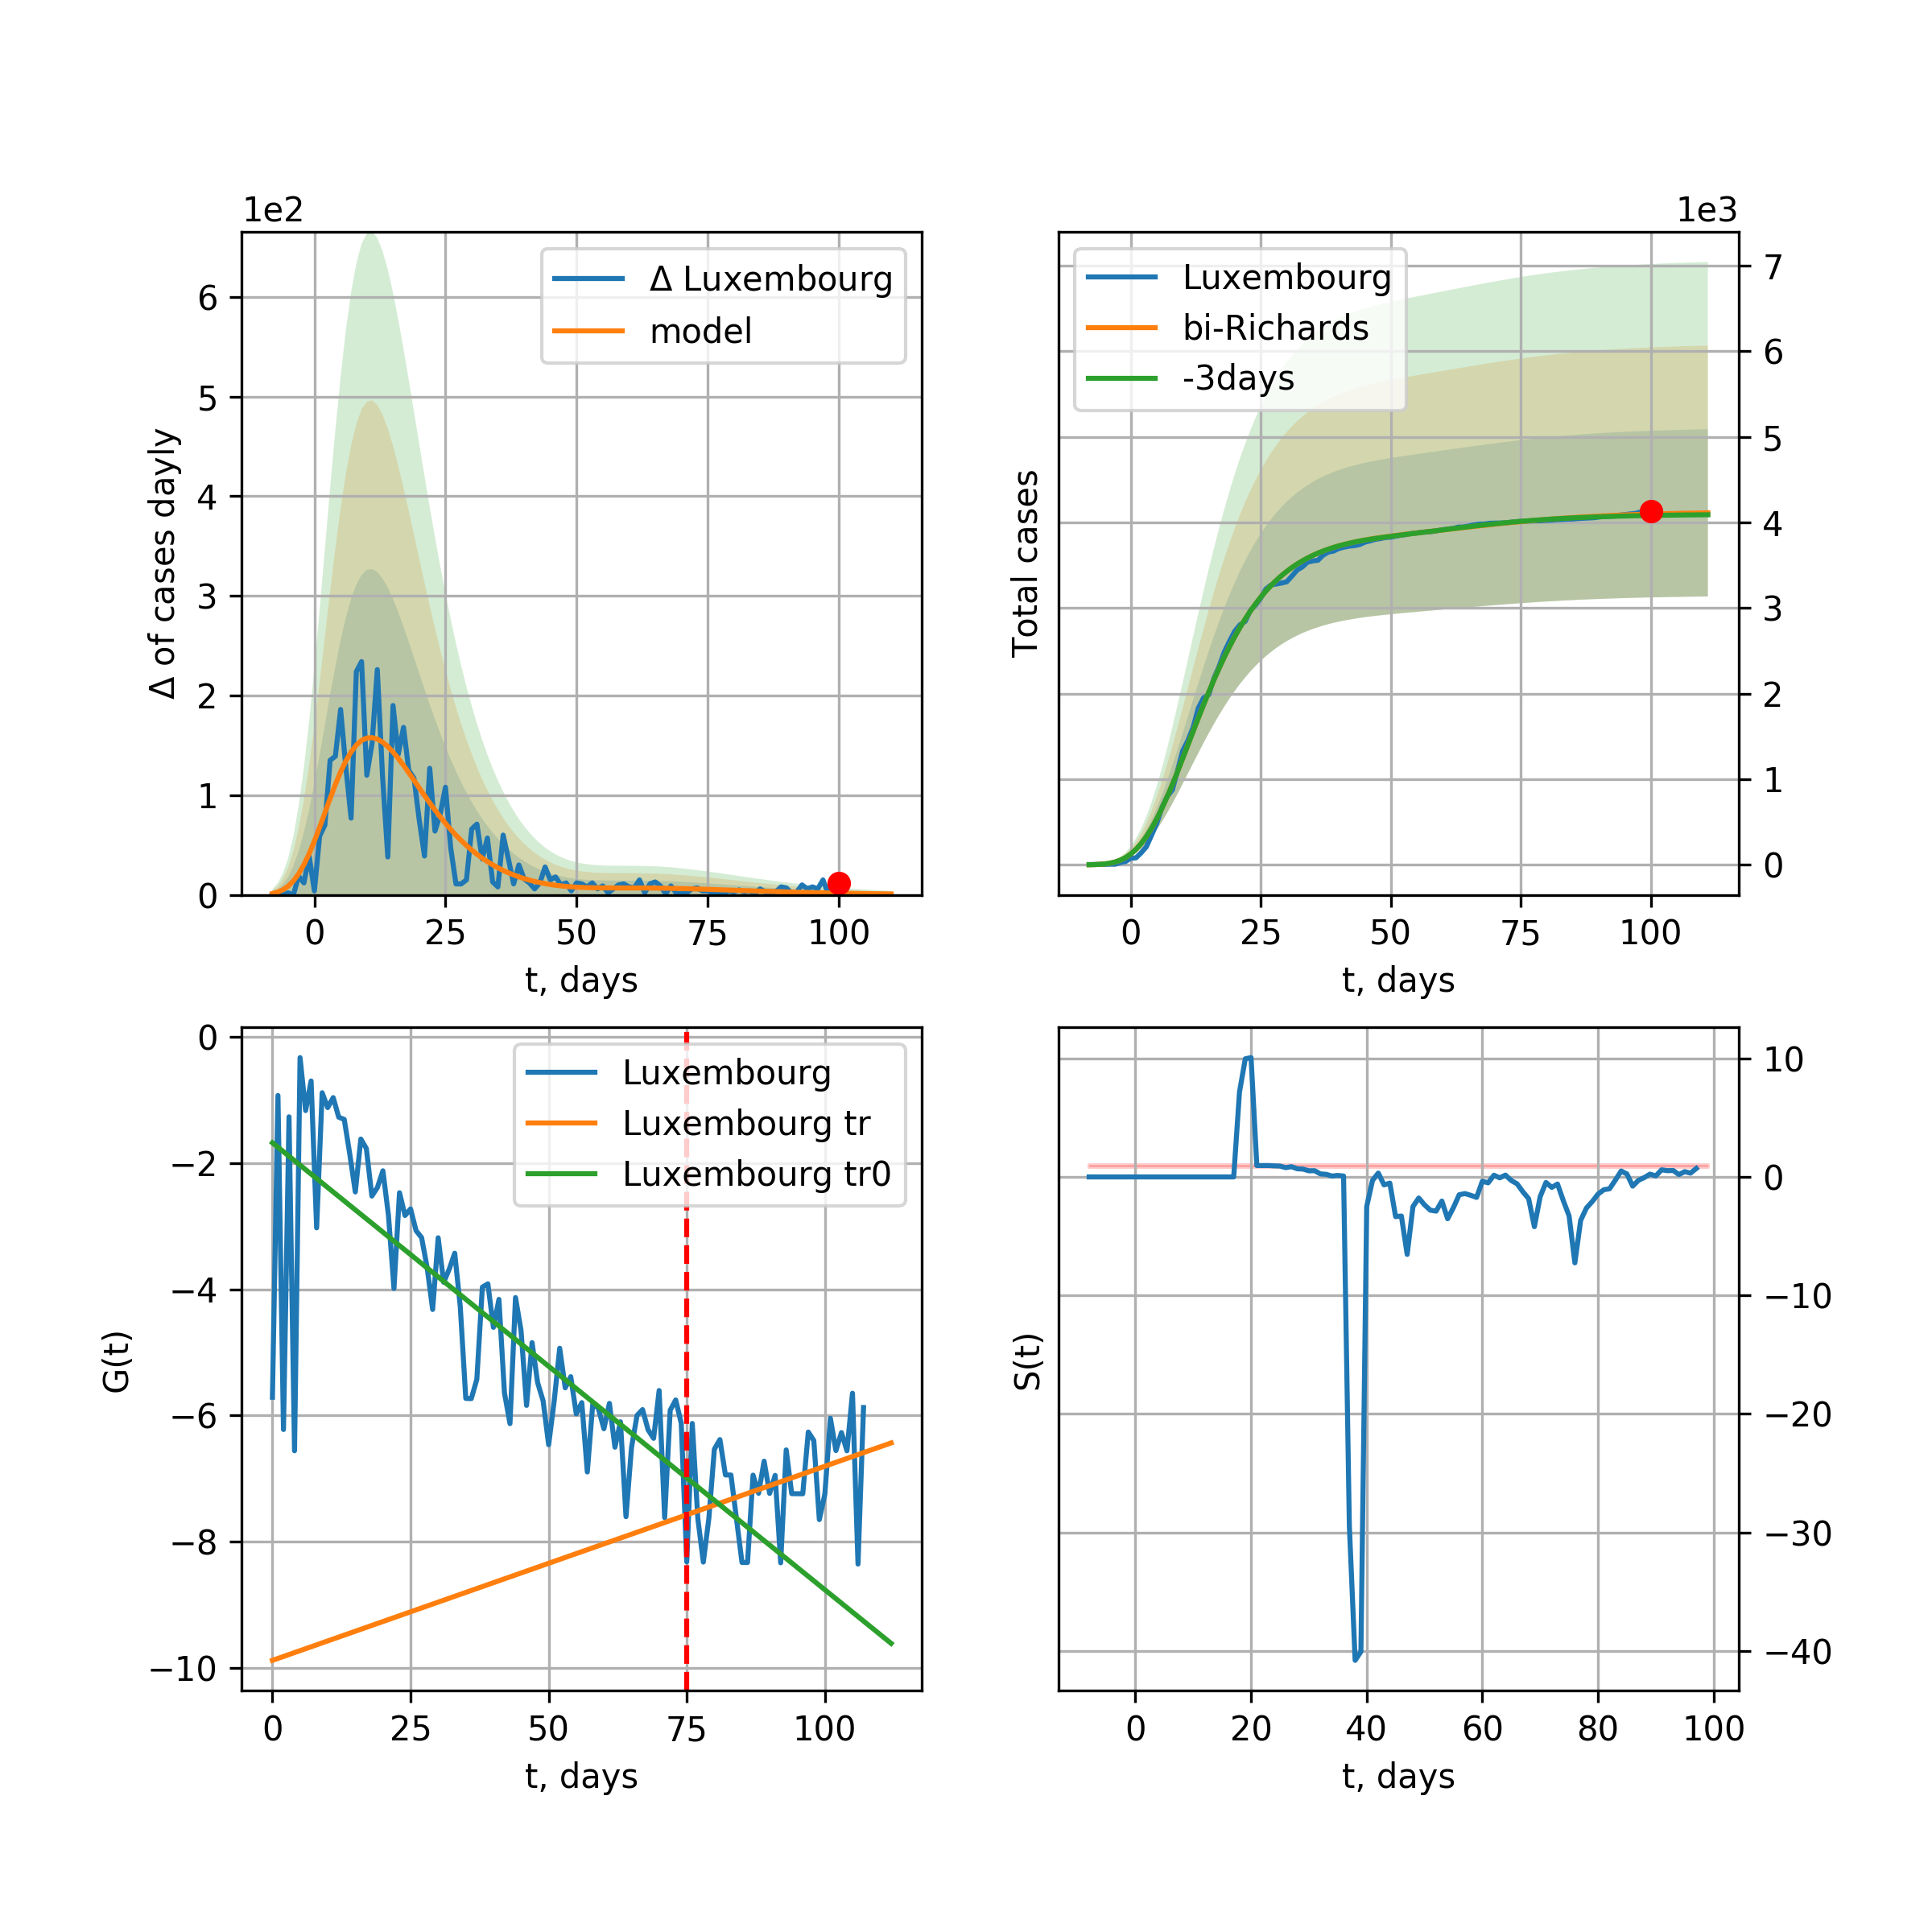 1e2
Δ of cases dayly
6
5
4
3
2
1
0
Δ Luxembourg
model
0 25 50 75 100
t, days
1e3
Total cases
Luxembourg
bi-Richards
-3days
7
6
5
4
3
2
1
0
0 25 50 75 100
t, days
G(t)
0
−2
−4
−6
−8
−10
Luxembourg
Luxembourg tr
Luxembourg tr0
0 25 50 75 100
t, days
S(t)
10
0
−10
−20
−30
−40
0 20 40 60 80 100
t, days